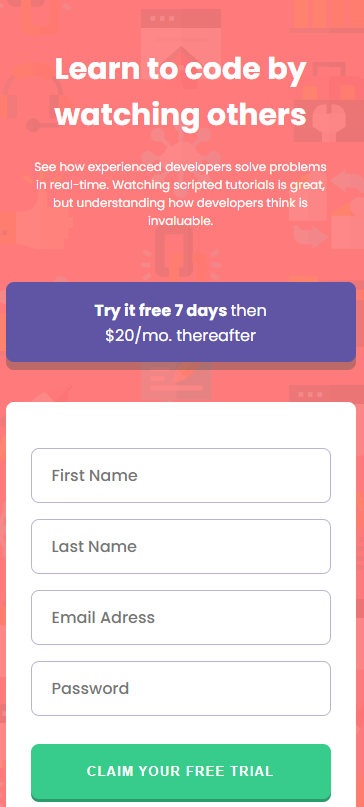 Learn to code by
watching others
See how experienced developers solve problems
in real-time. Watching scripted tutorials is great,
but understanding how developers think is
invaluable.
Try it free 7 days then
$20/mo. thereafter
First Name
Last Name
Email Adress
Password
CLAIM YOUR FREE TRIAL